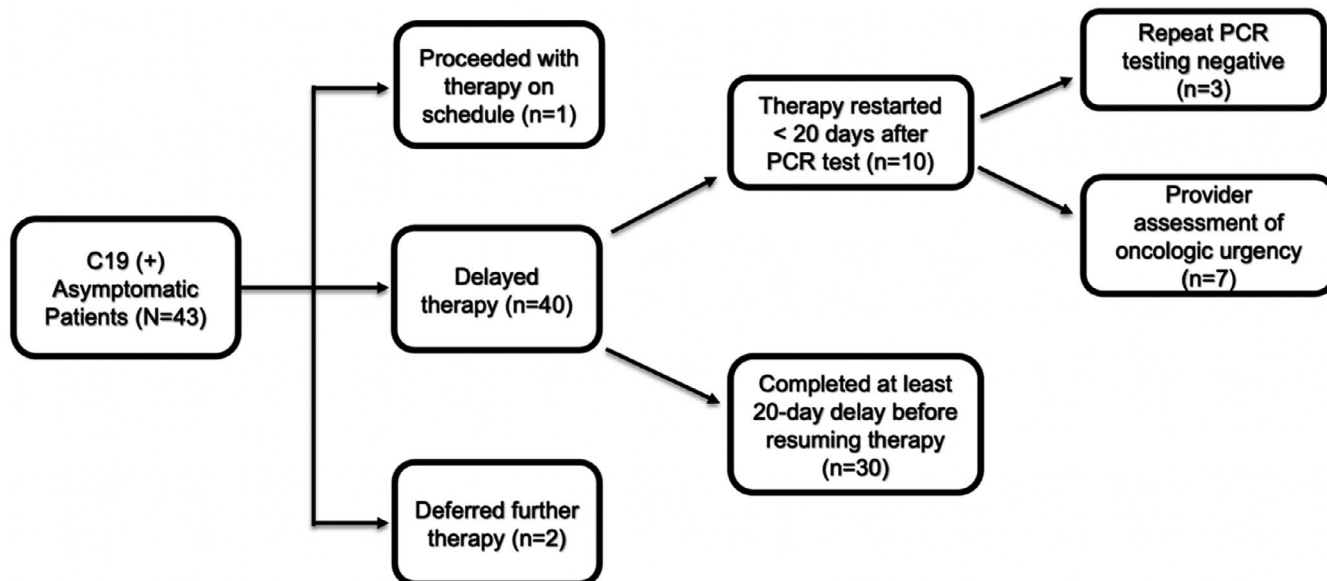 C19 (+)
Asymptomatic
Patients (N=43)
Proceeded with
therapy on
schedule (n=1)
Delayed
therapy (n=40)
Deferred further
therapy (n=2)
Therapy restarted
< 20 days after
PCR test (n=10)
Completed at least
20-day delay before
resuming therapy
(n=30)
Repeat PCR
testing negative
(n=3)
Provider
assessment of
oncologic urgency
(n=7)